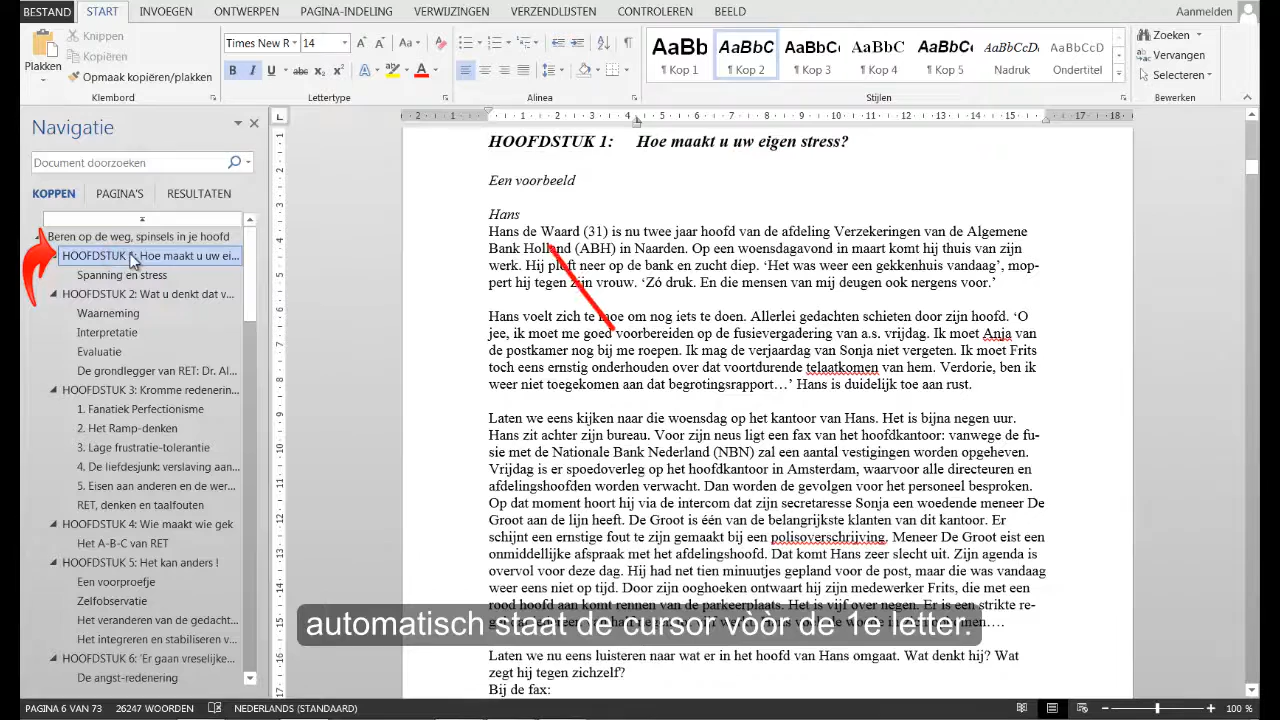 BESTAND START INVOEGEN ONTWERPEN PAGINA-INDELING VERWIJZINGEN VERZENDLIJSTEN CONTROLEREN BEELD Aanmelden
Plakken
Knippen
Kopiëren
Opmaak kopiëren/plakken
Klembord
Times New R 14
B I U abc x₂ x²
Lettertype
Alinea
AaBb AaBbC AaBbC AaBbC AaBbC AaBbCcD AaBbCcD
¶ Kop 1 ¶ Kop 2 ¶ Kop 3 ¶ Kop 4 ¶ Kop 5 Nadruk Ondertitel
Stijlen
Zoeken
Vervangen
Selecteren
Bewerken
Navigatie
Document doorzoeken
KOPPEN PAGINA'S RESULTATEN
Beren op de weg, spinsels in je hoofd
HOOFDSTUK 1: Hoe maakt u uw ei...
Spanning en stress
HOOFDSTUK 2: Wat u denkt dat v...
Waarneming
Interpretatie
Evaluatie
De grondlegger van RET: Dr. Al...
HOOFDSTUK 3: Kromme redenerin...
1. Fanatiek Perfectionisme
2. Het Ramp-denken
3. Lage frustratie-tolerantie
4. De liefdesjunk: verslaving aan...
5. Eisen aan anderen en de wer...
RET, denken en taalfouten
HOOFDSTUK 4: Wie maakt wie gek
Het A-B-C van RET
HOOFDSTUK 5: Het kan anders !
Een voorproefje
Zelfobservatie
Het veranderen van de gedacht...
Het integreren en stabiliseren v...
HOOFDSTUK 6: 'Er gaan vreselijke...
De angst-redenering
HOOFDSTUK 1: Hoe maakt u uw eigen stress?
Een voorbeeld
Hans
Hans de Waard (31) is nu twee jaar hoofd van de afdeling Verzekeringen van de Algemene
Bank Holland (ABH) in Naarden. Op een woensdagavond in maart komt hij thuis van zijn
werk. Hij ploft neer op de bank en zucht diep. ‘Het was weer een gekkenhuis vandaag’, mop-
pert hij tegen zijn vrouw. ‘Zó druk. En die mensen van mij deugen ook nergens voor.’
Hans voelt zich te moe om nog iets te doen. Allerlei gedachten schieten door zijn hoofd. ‘O
jee, ik moet me goed voorbereiden op de fusievergadering van a.s. vrijdag. Ik moet Anja van
de postkamer nog bij me roepen. Ik mag de verjaardag van Sonja niet vergeten. Ik moet Frits
toch eens ernstig onderhouden over dat voortdurende telaatkomen van hem. Verdorie, ben ik
weer niet toegekomen aan dat begrotingsrapport…’ Hans is duidelijk toe aan rust.
Laten we eens kijken naar die woensdag op het kantoor van Hans. Het is bijna negen uur.
Hans zit achter zijn bureau. Voor zijn neus ligt een fax van het hoofdkantoor: vanwege de fu-
sie met de Nationale Bank Nederland (NBN) zal een aantal vestigingen worden opgeheven.
Vrijdag is er spoedoverleg op het hoofdkantoor in Amsterdam, waarvoor alle directeuren en
afdelingshoofden worden verwacht. Dan worden de gevolgen voor het personeel besproken.
Op dat moment hoort hij via de intercom dat zijn secretaresse Sonja een woedende meneer De
Groot aan de lijn heeft. De Groot is één van de belangrijkste klanten van dit kantoor. Er
schijnt een ernstige fout te zijn gemaakt bij een polisoverschrijving. Meneer De Groot eist een
onmiddellijke afspraak met het afdelingshoofd. Dat komt Hans zeer slecht uit. Zijn agenda is
overvol voor deze dag. Hij had net tien minuutjes gepland voor de post, maar die was vandaag
weer eens niet op tijd. Door zijn ooghoeken ontwaart hij zijn medewerker Frits, die met een
rood hoofd aan komt rennen van de parkeerplaats. Het is vijf over negen. Er is een strikte re-
automatisch staat de cursor vòòr de 1e letter.
Laten we nu eens luisteren naar wat er in het hoofd van Hans omgaat. Wat denkt hij? Wat
zegt hij tegen zichzelf?
Bij de fax:
PAGINA 6 VAN 73 26247 WOORDEN NEDERLANDS (STANDAARD) 100 %